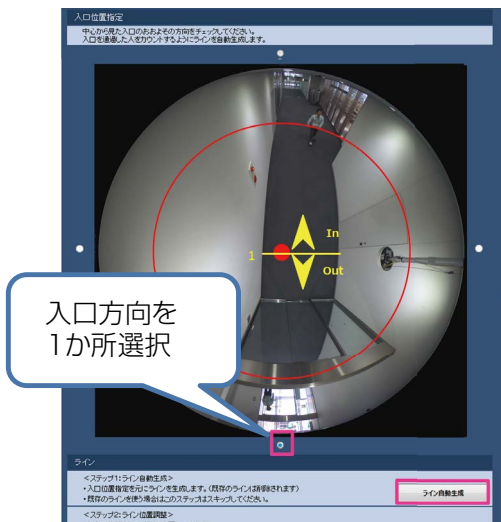 入口位置指定
中心から見た入口のおおよその方向をチェックしてください。
入口を通過した人をカウントするようにラインを自動生成します。
In
1
Out
入口方向を
1か所選択
ライン
<ステップ1:ライン自動生成>
・入口位置指定を元にラインを生成します。(既存のラインは削除されます)
・既存のラインを使う場合はこのステップはスキップしてください。
ライン自動生成
<ステップ2:ライン位置調整>